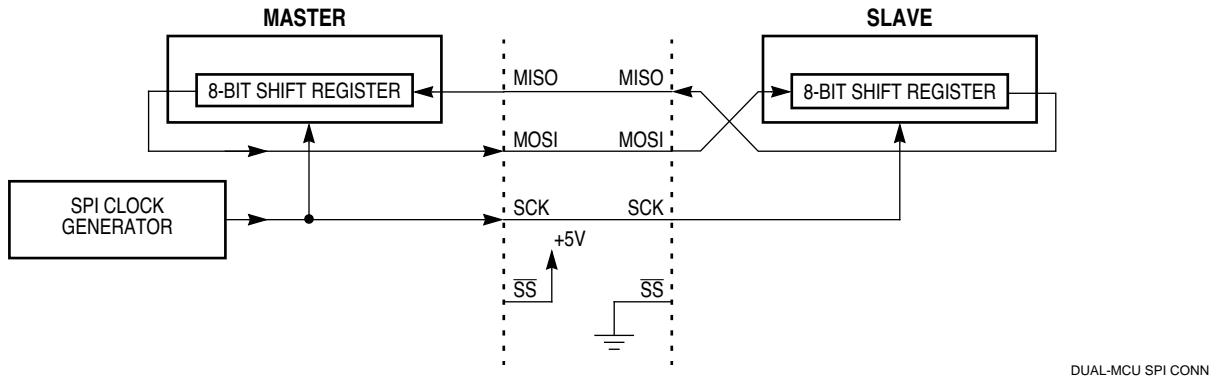 MASTER
SLAVE
8-BIT SHIFT REGISTER
MISO
MISO
8-BIT SHIFT REGISTER
MOSI
MOSI
SPI CLOCK
GENERATOR
SCK
SCK
+5V
SS
SS
DUAL-MCU SPI CONN